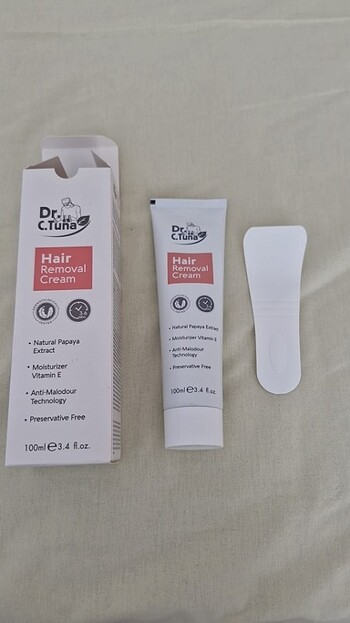 Dr.
C.Tuna
Hair
Removal
Cream
• Natural Papaya
Extract
• Moisturizer
Vitamin E
• Anti-Malodour
Technology
• Preservative Free
100ml e 3.4 fl.oz.
Dr.
C.Tuna
Hair
Removal
Cream
• Natural Papaya Extract
• Moisturizer Vitamin E
• Anti-Malodour
Technology
• Preservative Free
100ml e 3.4 fl.oz.